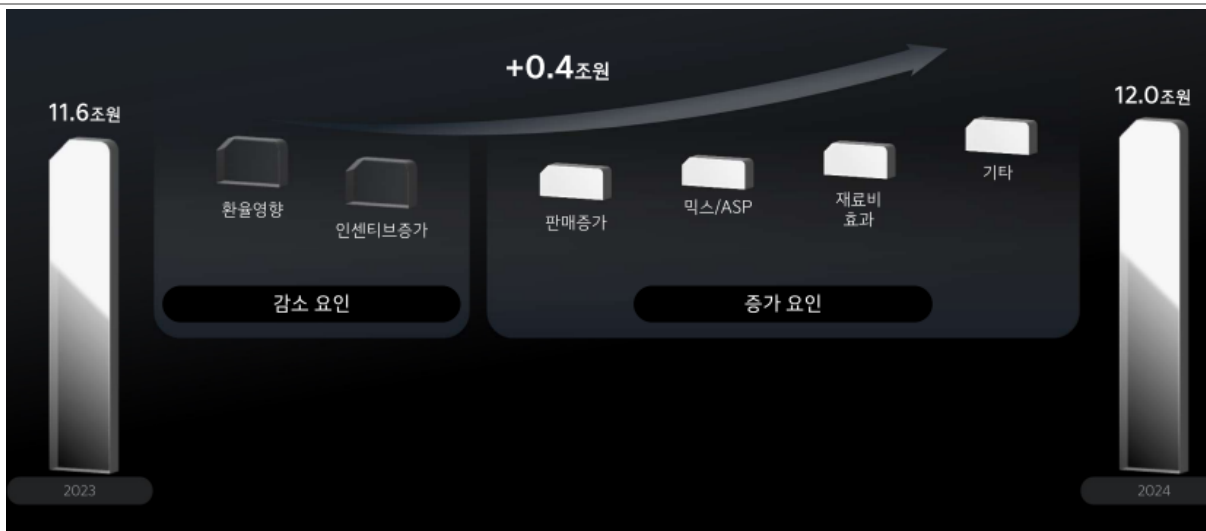 +0.4조원
11.6조원
12.0조원
환율영향
인센티브증가
판매증가
믹스/ASP
재료비
효과
기타
감소 요인
증가 요인
2023
2024